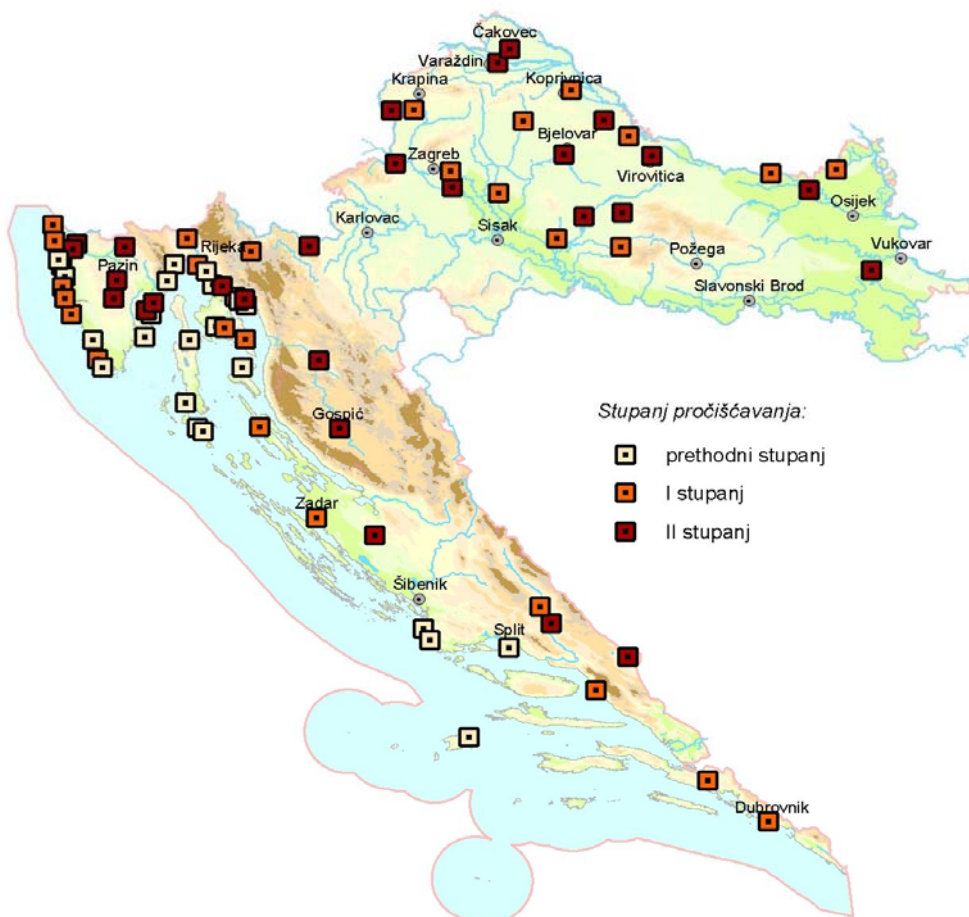 Čakovec
Varaždin
Krapina
Koprivnica
Bjelovar
Zagreb
Virovitica
Osijek
Karlovac
Sisak
Rijeka
Požega
Vukovar
Pazin
Slavonski Brod
Gospić
Stupanj pročišćavanja:
prethodni stupanj
I stupanj
II stupanj
Zadar
Šibenik
Split
Dubrovnik